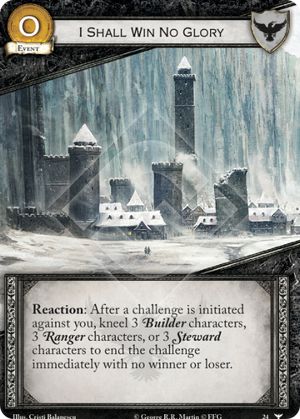 0
I Shall Win No Glory
Event
Reaction: After a challenge is initiated
against you, kneel 3 Builder characters,
3 Ranger characters, or 3 Steward
characters to end the challenge
immediately with no winner or loser.
Illus. Cristi Balanescu © George R.R. Martin © FFG 24